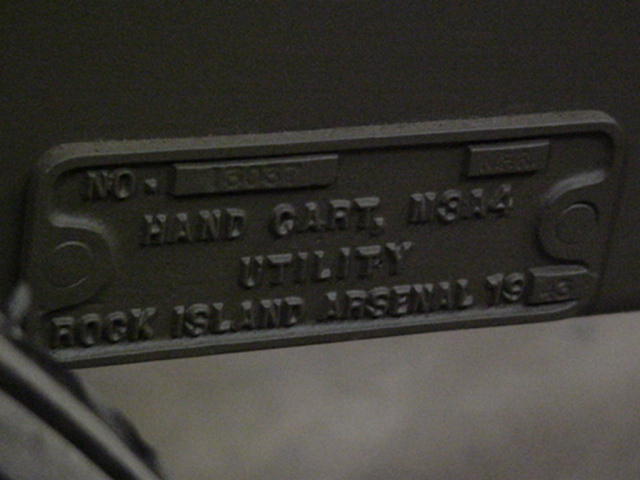 NO.
HAND CART, M3A4
UTILITY
ROCK ISLAND ARSENAL 19